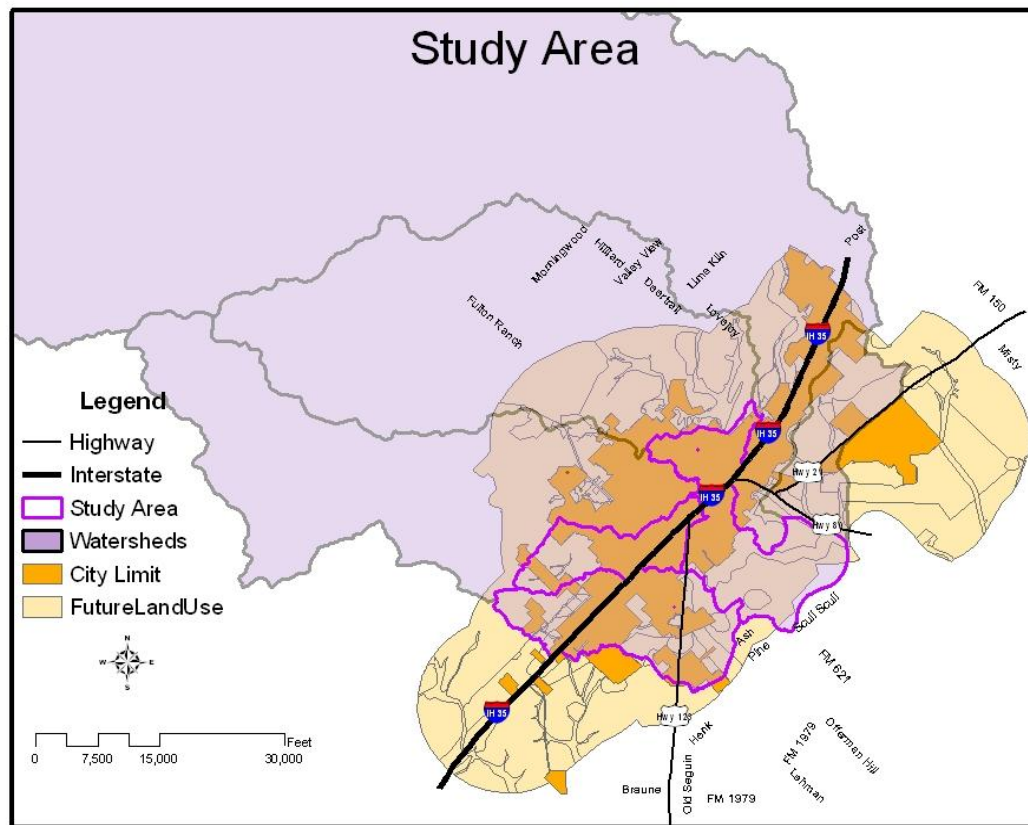 Study Area
Post
Morningwood
Hilliard
Valley View
Lime Kiln
Deertrail
Lovejoy
Fulton Ranch
FM 150
Misty
IH 35
IH 35
IH 35
Hwy 21
Hwy 80
Legend
Highway
Interstate
Study Area
Watersheds
City Limit
FutureLandUse
N
W
E
S
Scull Scull
Ash
Pine
FM 621
IH 35
Hwy 123
Henk
Offerman Hill
FM 1979
Lehman
Feet
0
7,500
15,000
30,000
Braune
Old Seguin
FM 1979